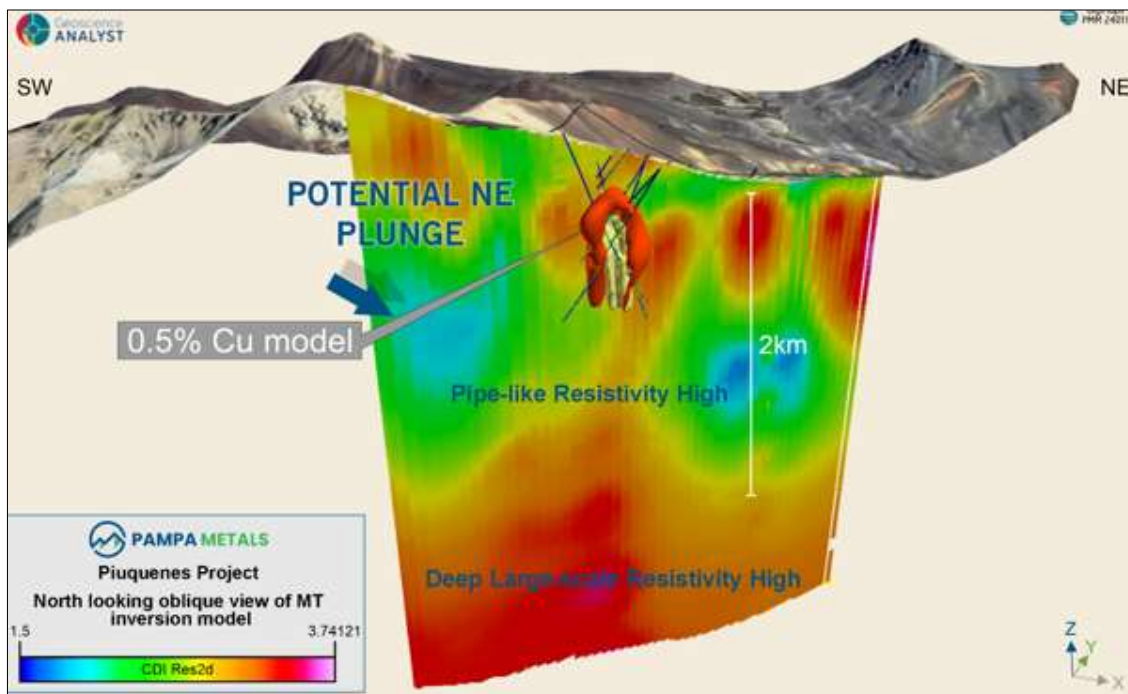 Geoscience
ANALYST
PMR 240
SW
NE
POTENTIAL NE
PLUNGE
0.5% Cu model
2km
Pipe-like Resistivity High
Deep Large-scale Resistivity High
PAMPA METALS
Piuquenes Project
North looking oblique view of MT
inversion model
1.5 3.74121
CDI Res2d
Z
Y
X